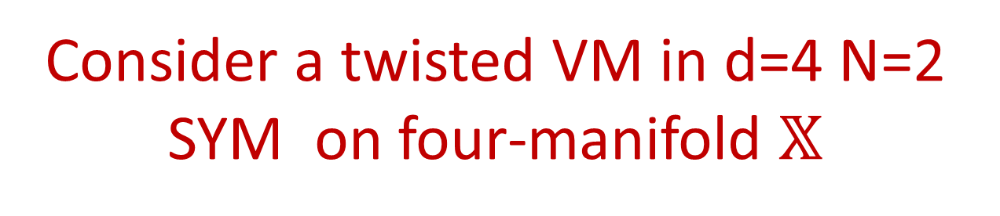 Consider a twisted VM in d=4 N=2
SYM on four-manifold 𝕏